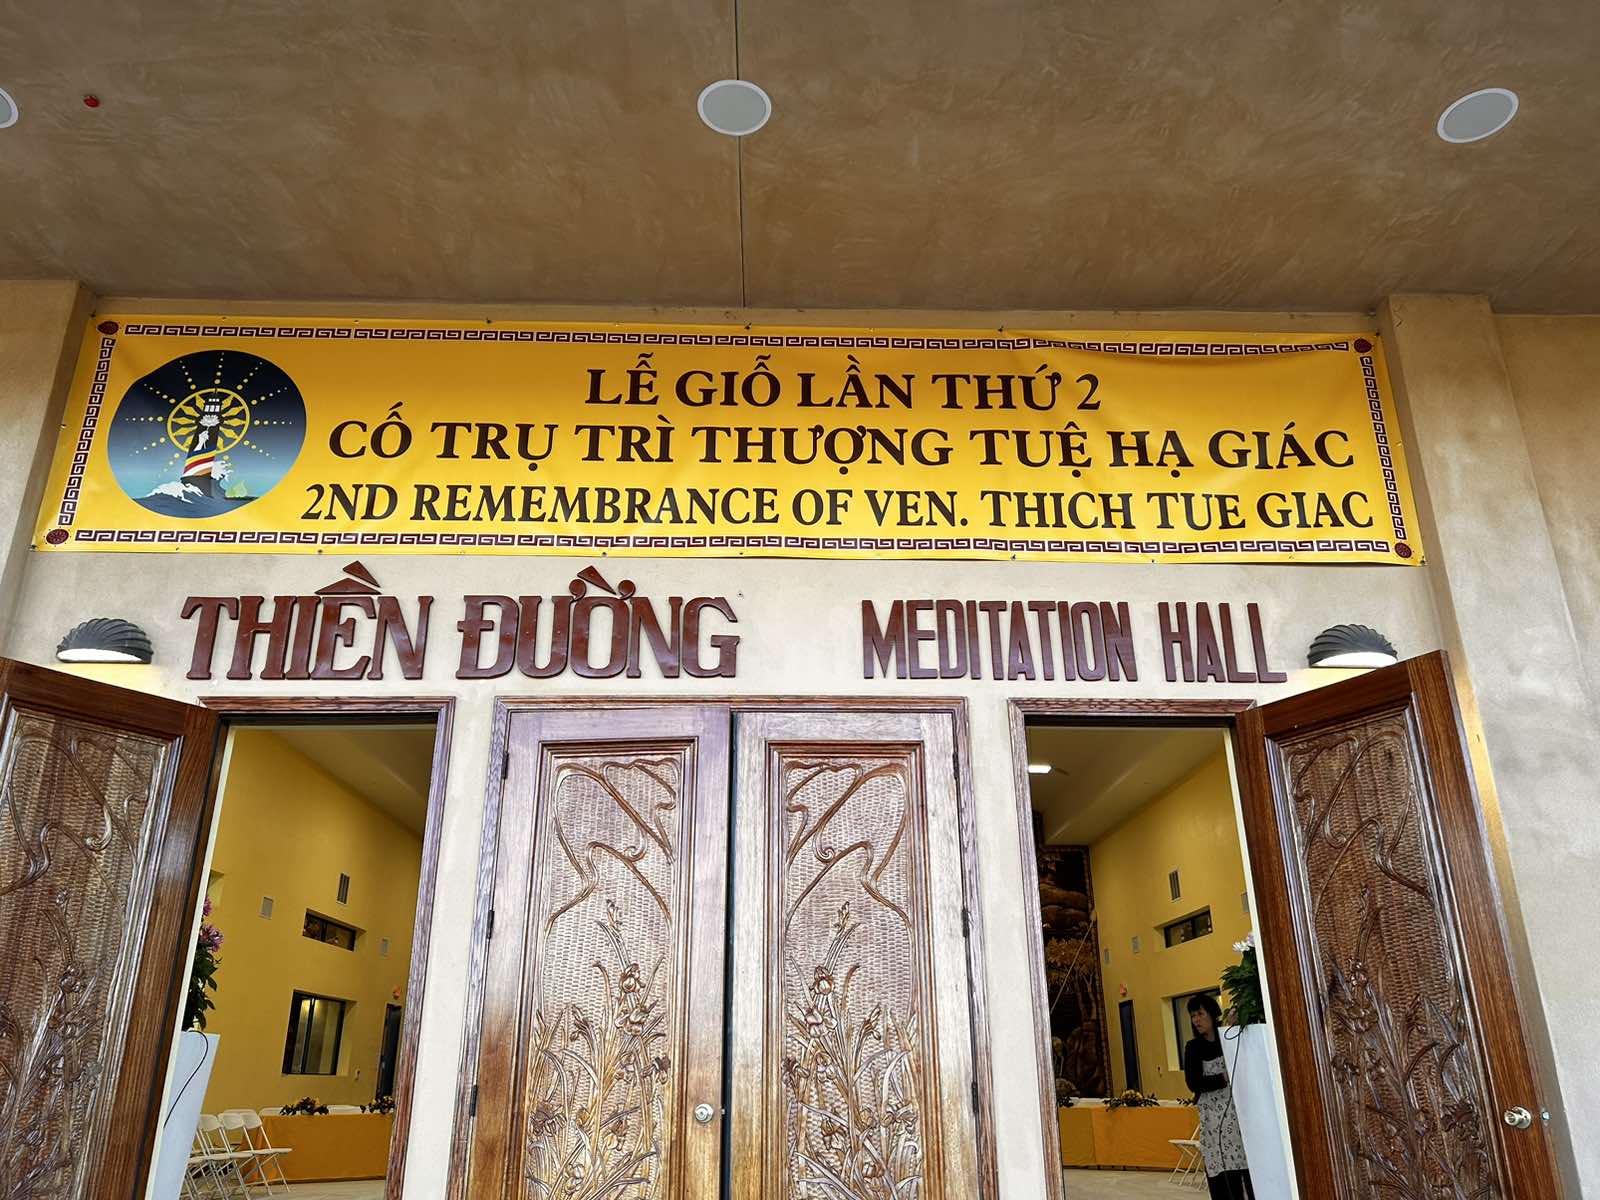 LỄ GIỖ LẦN THỨ 2
CỐ TRỤ TRÌ THƯỢNG TUỆ HẠ GIÁC
2ND REMEMBRANCE OF VEN. THICH TUE GIAC
THIỀN ĐƯỜNG
MEDITATION HALL